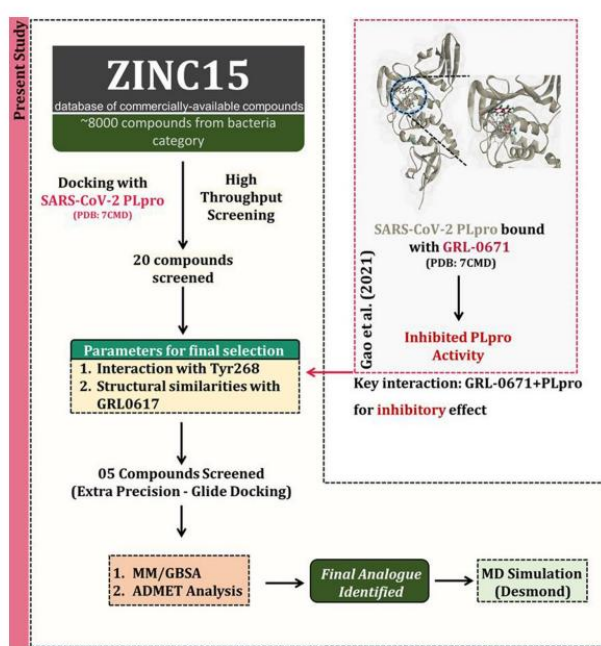 Present Study
ZINC15
database of commercially-available compounds
~8000 compounds from bacteria
category
Docking with
SARS-CoV-2 PLpro
(PDB: 7CMD)
High
Throughput
Screening
20 compounds
screened
Parameters for final selection
1. Interaction with Tyr268
2. Structural similarities with
GRL0617
05 Compounds Screened
(Extra Precision - Glide Docking)
1. MM/GBSA
2. ADMET Analysis
Final Analogue
Identified
MD Simulation
(Desmond)
Gao et al. (2021)
SARS-CoV-2 PLpro bound
with GRL-0671
(PDB: 7CMD)
Inhibited PLpro
Activity
Key interaction: GRL-0671+PLpro
for inhibitory effect